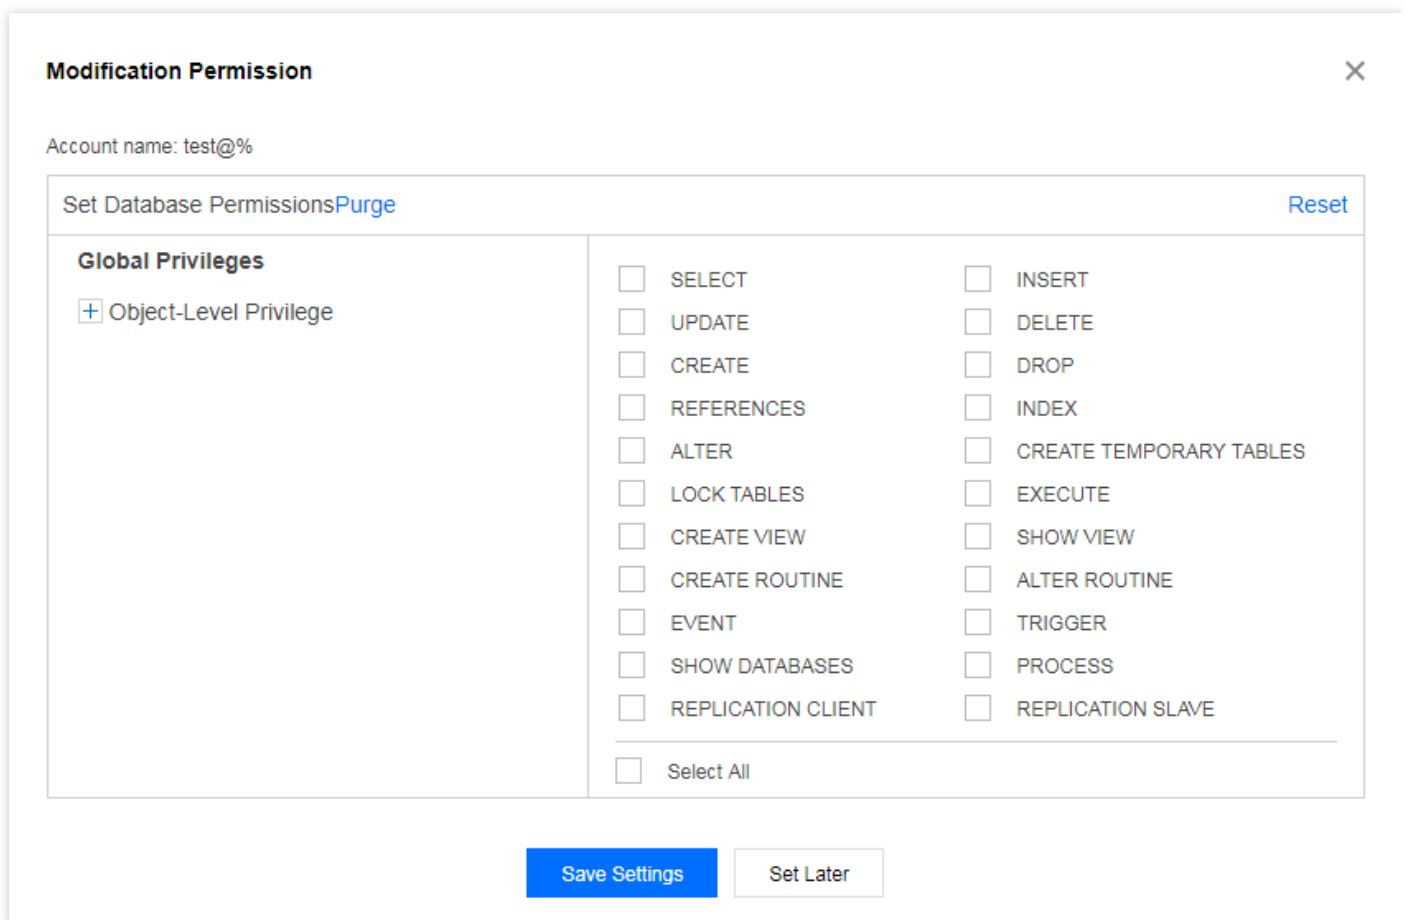 Modification Permission
Account name: test@%
Set Database PermissionsPurge
Reset
Global Privileges
Object-Level Privilege
SELECT INSERT
UPDATE DELETE
CREATE DROP
REFERENCES INDEX
ALTER CREATE TEMPORARY TABLES
LOCK TABLES EXECUTE
CREATE VIEW SHOW VIEW
CREATE ROUTINE ALTER ROUTINE
EVENT TRIGGER
SHOW DATABASES PROCESS
REPLICATION CLIENT REPLICATION SLAVE
Select All
Save Settings Set Later